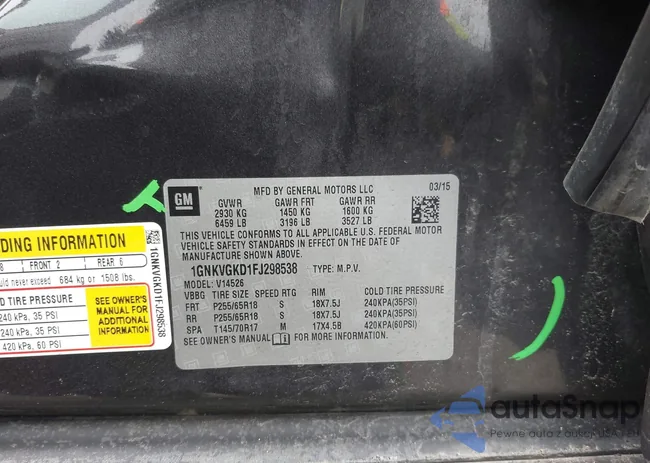 GM
MFD BY GENERAL MOTORS LLC
03/15
GVWR GAWR FRT GAWR RR
2930 KG 1450 KG 1600 KG
6459 LB 3196 LB 3527 LB
THIS VEHICLE CONFORMS TO ALL APPLICABLE U.S. FEDERAL MOTOR
VEHICLE SAFETY STANDARDS IN EFFECT ON THE DATE OF
MANUFACTURE SHOWN ABOVE.
1GNKVGKD1FJ298538 TYPE: M.P.V.
MODEL: V14526
VBBG TIRE SIZE SPEED RTG RIM COLD TIRE PRESSURE
FRT P255/65R18 S 18X7.5J 240KPA(35PSI)
RR P255/65R18 S 18X7.5J 240KPA(35PSI)
SPA T145/70R17 M 17X4.5B 420KPA(60PSI)
SEE OWNER'S MANUAL FOR MORE INFORMATION
DING INFORMATION
8 FRONT 2 REAR 6
uld never exceed 684 kg or 1508 lbs.
COLD TIRE PRESSURE
240 kPa, 35 PSI
240 kPa, 35 PSI
420 kPa, 60 PSI
SEE OWNER'S
MANUAL FOR
ADDITIONAL
INFORMATION
1GNKVGKD1FJ298538
autoSnap
Pewne auta z aukcji